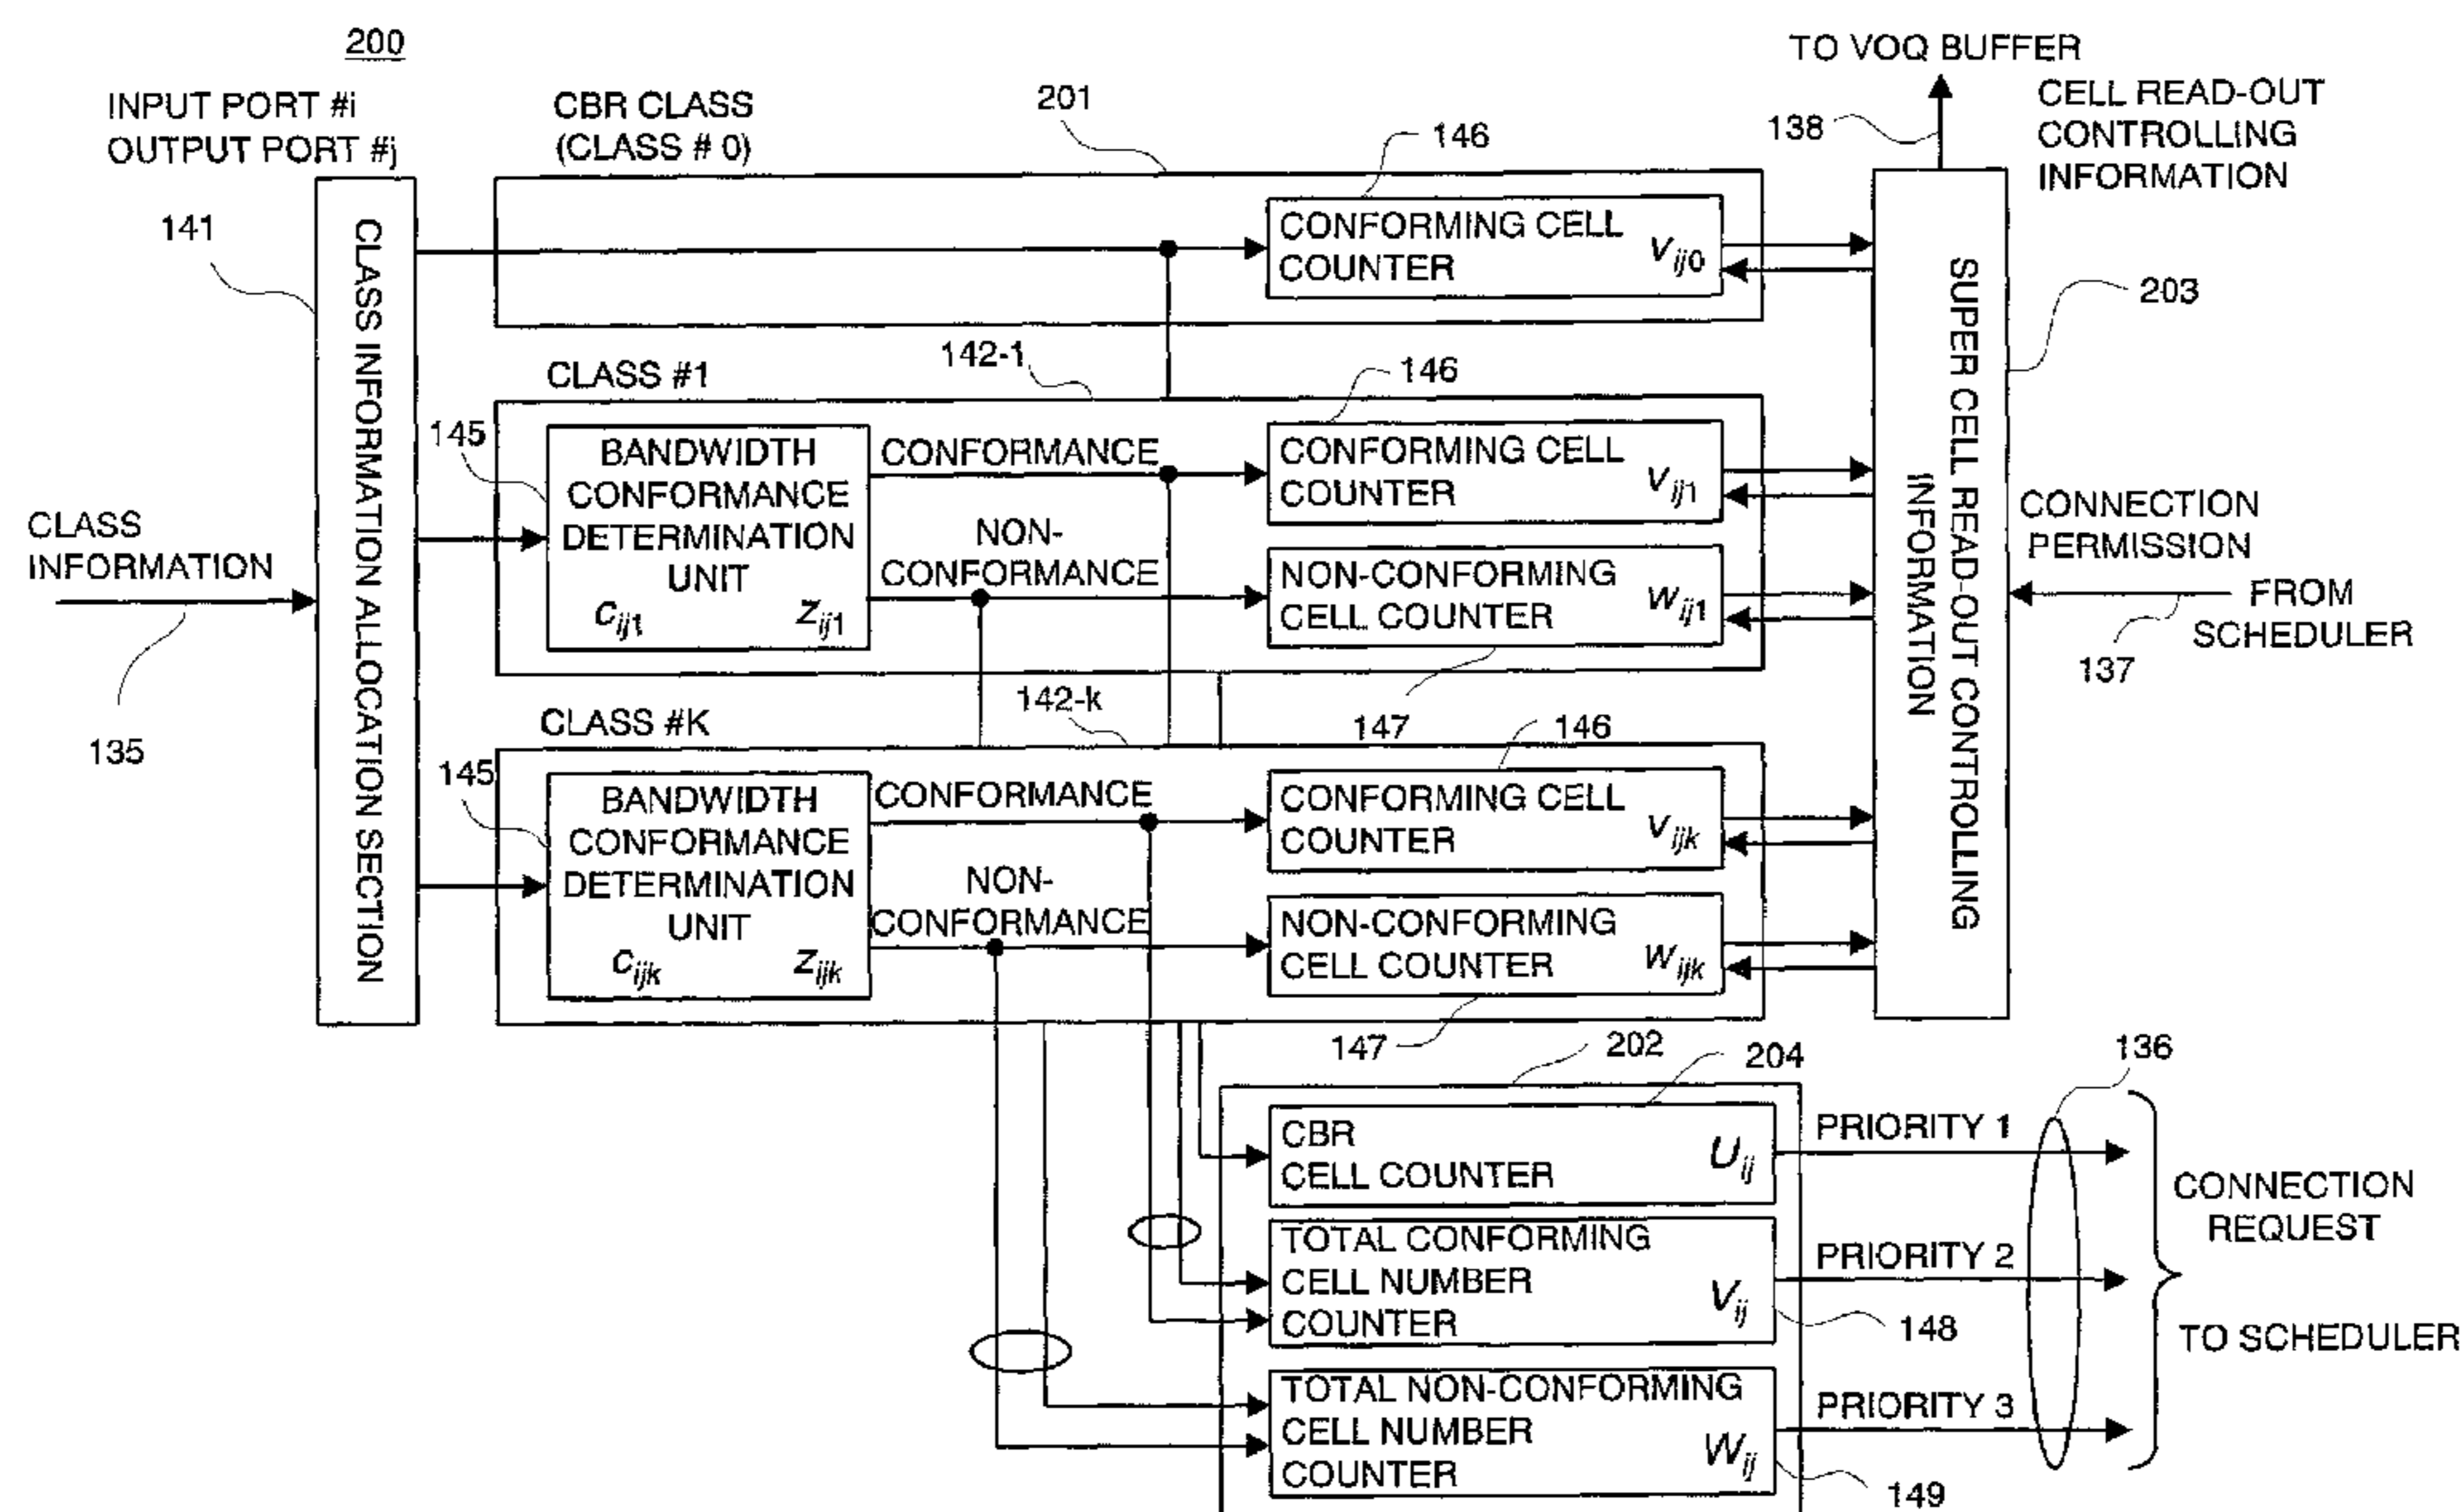 200
INPUT PORT #i
OUTPUT PORT #j
141
CLASS INFORMATION ALLOCATION SECTION
CLASS
INFORMATION
135
CBR CLASS
(CLASS # 0)
201
146
CONFORMING CELL
COUNTER
Vij0
CLASS #1
142-1
145
BANDWIDTH
CONFORMANCE
DETERMINATION
UNIT
Cij1 Zij1
CONFORMANCE
NON-
CONFORMANCE
146
CONFORMING CELL
COUNTER
Vij1
NON-CONFORMING
CELL COUNTER
Wij1
147
CLASS #K
142-k
145
BANDWIDTH
CONFORMANCE
DETERMINATION
UNIT
Cijk Zijk
CONFORMANCE
NON-
CONFORMANCE
146
CONFORMING CELL
COUNTER
Vijk
NON-CONFORMING
CELL COUNTER
Wijk
147
TO VOQ BUFFER
138
CELL READ-OUT
CONTROLLING
INFORMATION
SUPER CELL READ-OUT CONTROLLING
INFORMATION
203
CONNECTION
PERMISSION
FROM
SCHEDULER
137
202
204
CBR
CELL COUNTER
Uij
PRIORITY 1
TOTAL CONFORMING
CELL NUMBER
COUNTER
Vij
PRIORITY 2
148
TOTAL NON-CONFORMING
CELL NUMBER
COUNTER
Wij
PRIORITY 3
149
136
CONNECTION
REQUEST
TO SCHEDULER